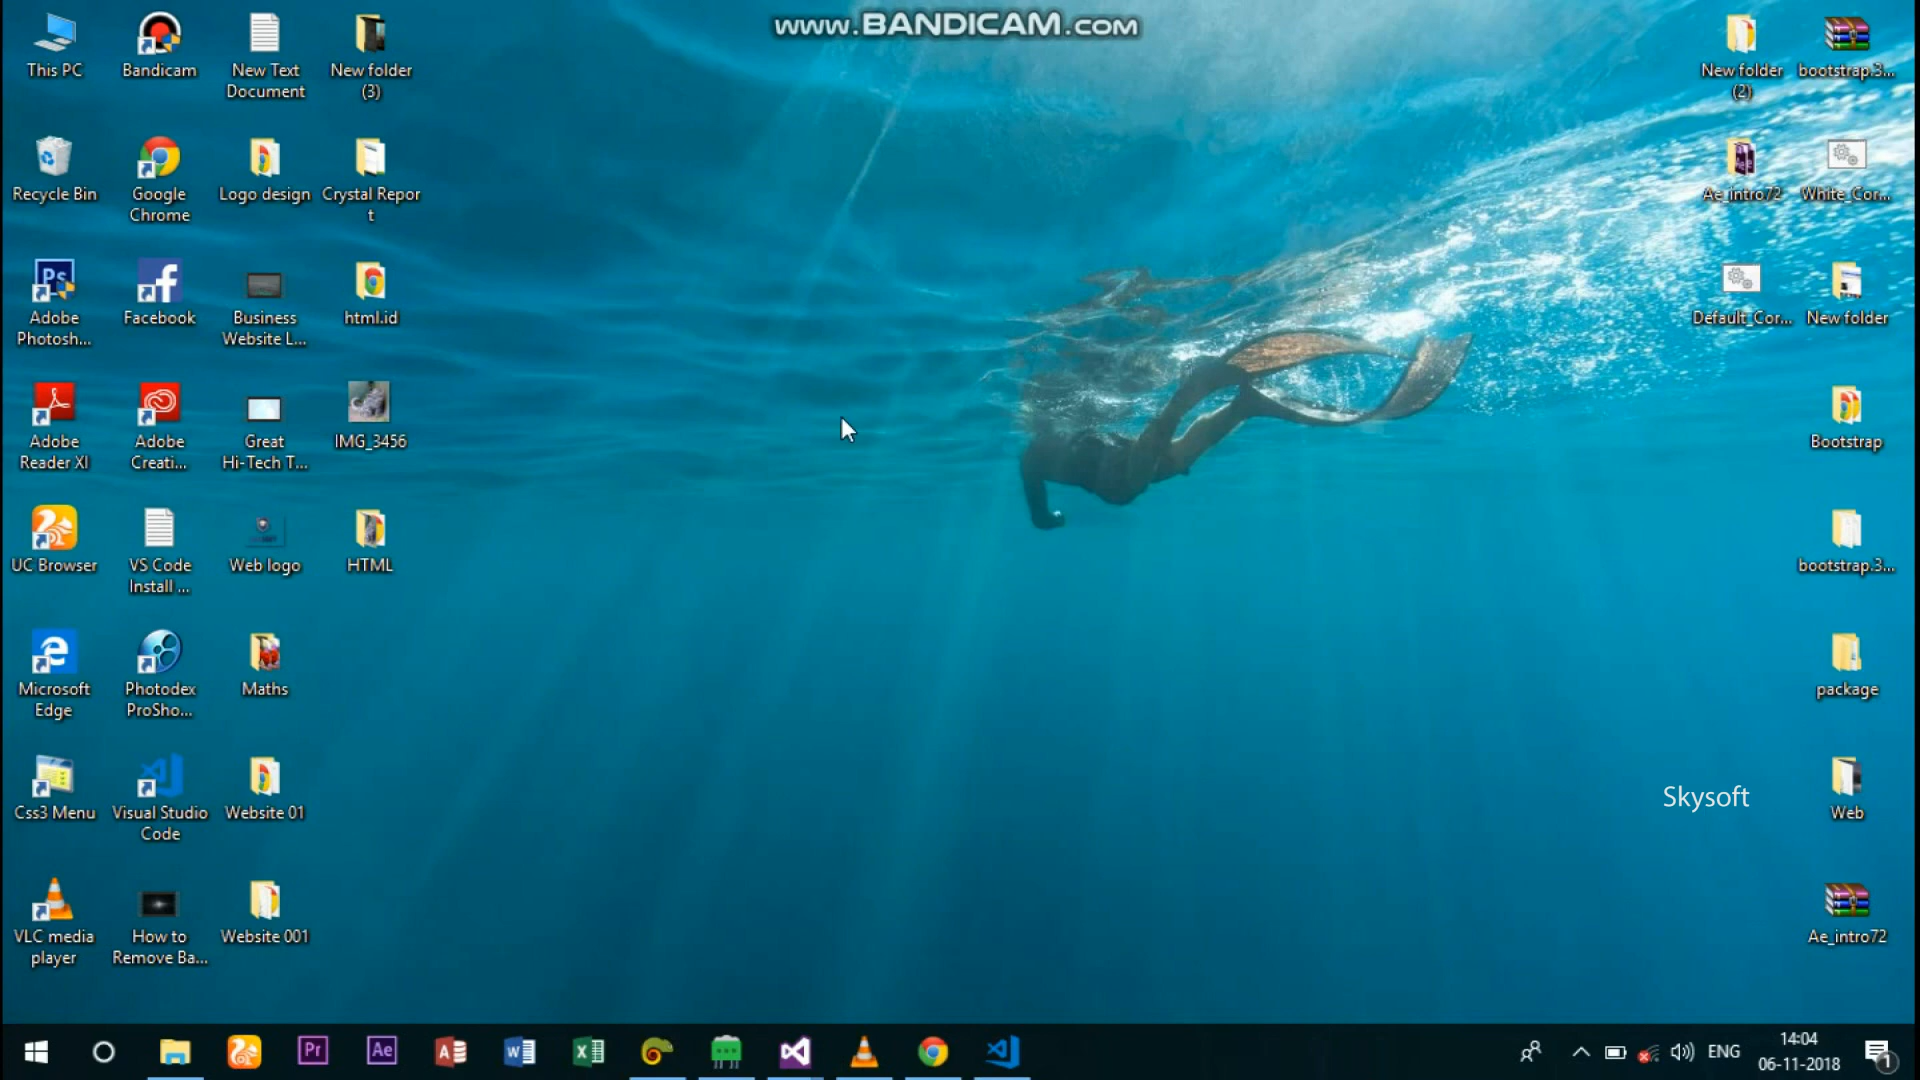 www.BANDICAM.com
This PC
Bandicam
New Text
Document
New folder
(3)
New folder
(2)
bootstrap.3...
Recycle Bin
Google
Chrome
Logo design
Crystal Repor
t
Ae_intro72
White_Cor...
Ps
Adobe
Photosh...
Facebook
Business
Website L...
html.id
Default_Cor...
New folder
Adobe
Reader XI
Adobe
Creati...
Great
Hi-Tech T...
IMG_3456
Bootstrap
UC Browser
VS Code
Install ...
Web logo
HTML
bootstrap.3...
Microsoft
Edge
Photodex
ProSho...
Maths
package
Css3 Menu
Visual Studio
Code
Website 01
Skysoft
Web
VLC media
player
How to
Remove Ba...
Website 001
Ae_intro72
Pr
Ae
ENG
14:04
06-11-2018
1